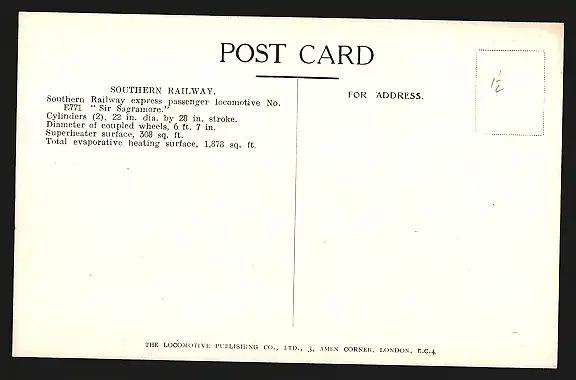 POST CARD
SOUTHERN RAILWAY.
Southern Railway express passenger locomotive No.
E771 "Sir Sagramore."
Cylinders (2), 22 in. dia. by 28 in. stroke.
Diameter of coupled wheels, 6 ft. 7 in.
Superheater surface, 308 sq. ft.
Total evaporative heating surface, 1,878 sq. ft.
FOR ADDRESS.
1/2
THE LOCOMOTIVE PUBLISHING CO., LTD., 3, AMEN CORNER, LONDON, E.C.4